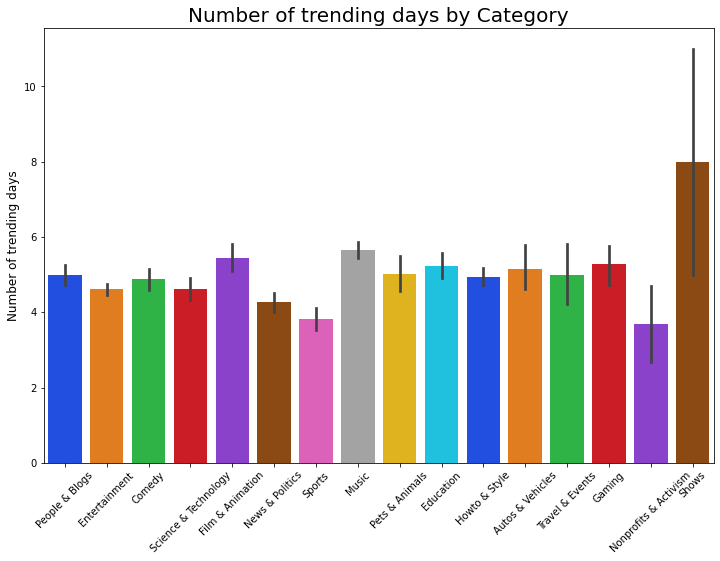 Number of trending days by Category
Number of trending days
10
8
6
4
2
0
People & Blogs
Entertainment
Comedy
Science & Technology
Film & Animation
News & Politics
Sports
Music
Pets & Animals
Education
Howto & Style
Autos & Vehicles
Travel & Events
Gaming
Nonprofits & Activism
Shows